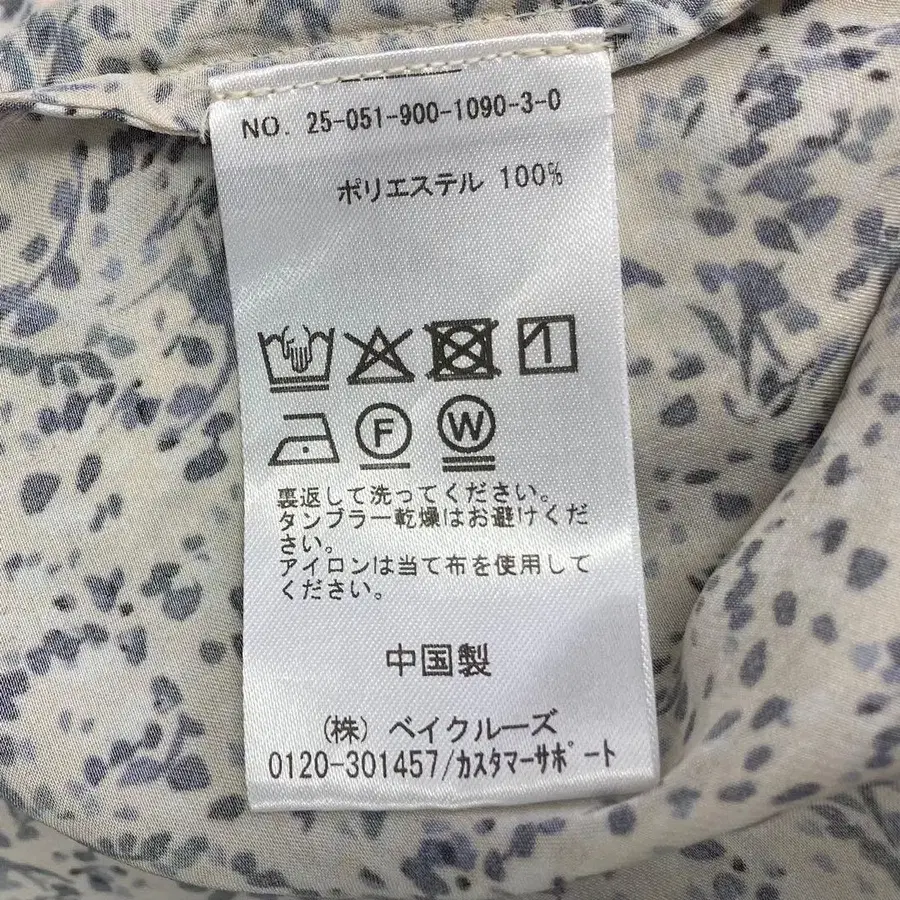 NO. 25-051-900-1090-3-0
ポリエステル 100%
F W
裏返して洗ってください。
タンブラー乾燥はお避けくだ
さい。
アイロンは当て布を使用して
ください。
中国製
(株) ベイクルーズ
0120-301457/カスタマーサポート